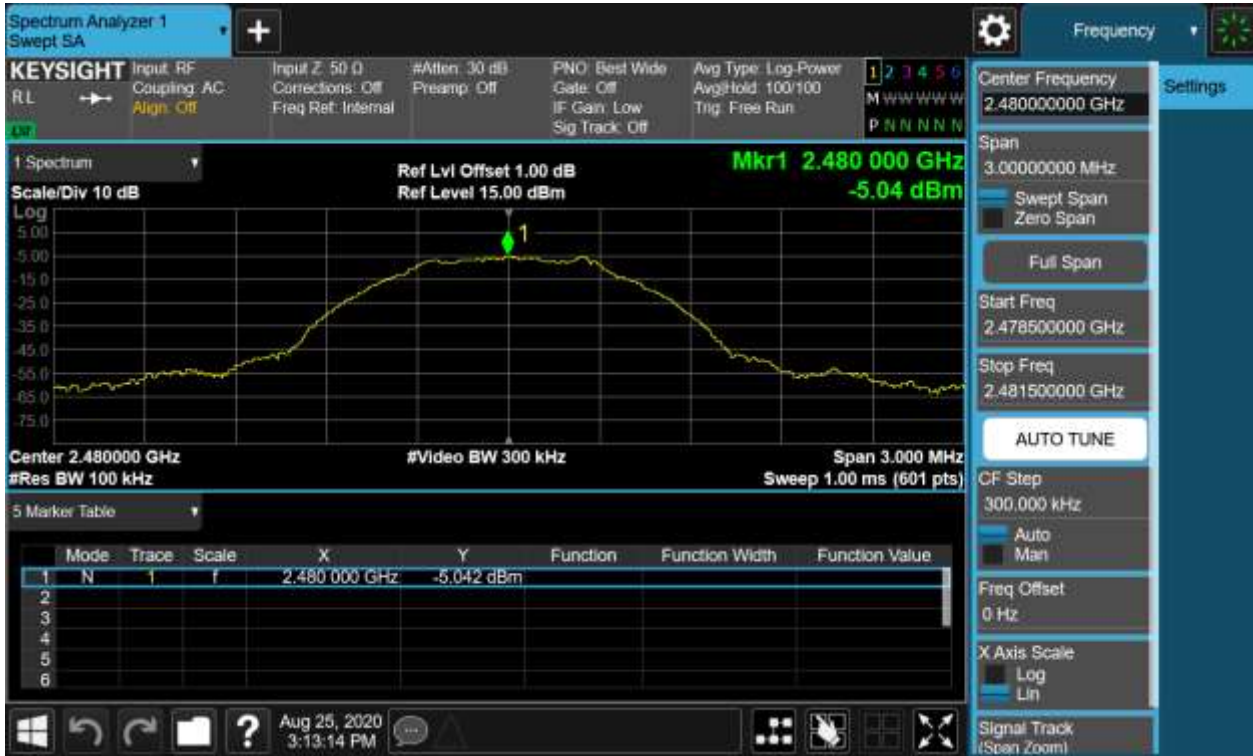 Spectrum Analyzer 1
Swept SA
Frequency
KEYSIGHT
RL
Input: RF
Coupling: AC
Align: Off
Input Z: 50 Ω
Corrections: Off
Freq Ref: Internal
#Atten: 30 dB
Preamp: Off
PNO: Best Wide
Gate: Off
IF Gain: Low
Sig Track: Off
Avg Type: Log-Power
Avg|Hold: 100/100
Trig: Free Run
1 2 3 4 5 6
M W W W W W
P N N N N N
1 Spectrum
Scale/Div 10 dB
Ref Lvl Offset 1.00 dB
Ref Level 15.00 dBm
Mkr1 2.480 000 GHz
-5.04 dBm
Log
5.00
-5.00
-15.0
-25.0
-35.0
-45.0
-55.0
-65.0
-75.0
1
Center 2.480000 GHz
#Res BW 100 kHz
#Video BW 300 kHz
Span 3.000 MHz
Sweep 1.00 ms (601 pts)
5 Marker Table
Mode Trace Scale X Y Function Function Width Function Value
1 N 1 f 2.480 000 GHz -5.042 dBm
2
3
4
5
6
Aug 25, 2020
3:13:14 PM
Center Frequency
2.480000000 GHz
Settings
Span
3.00000000 MHz
Swept Span
Zero Span
Full Span
Start Freq
2.478500000 GHz
Stop Freq
2.481500000 GHz
AUTO TUNE
CF Step
300.000 kHz
Auto
Man
Freq Offset
0 Hz
X Axis Scale
Log
Lin
Signal Track
(Span Zoom)